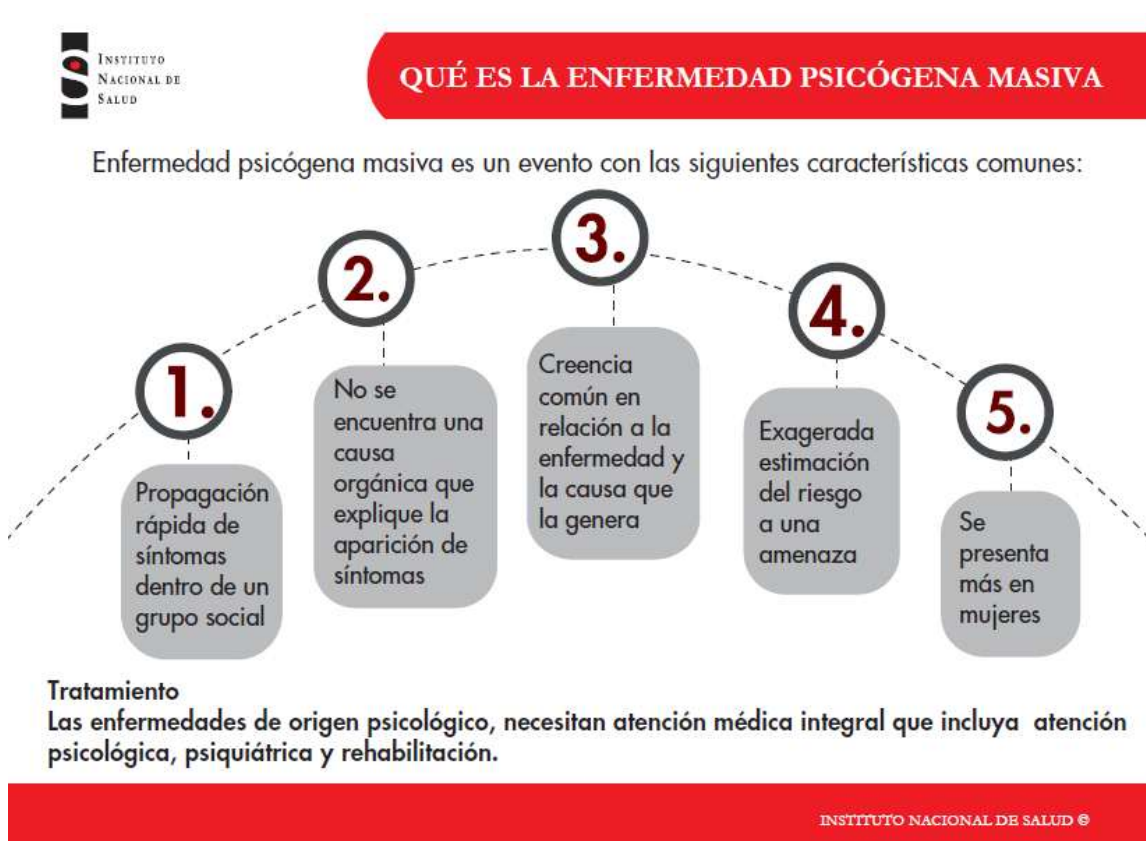 INSTITUTO
NACIONAL DE
SALUD
QUÉ ES LA ENFERMEDAD PSICÓGENA MASIVA
Enfermedad psicógena masiva es un evento con las siguientes características comunes:
1.
Propagación
rápida de
síntomas
dentro de un
grupo social
2.
No se
encuentra una
causa
orgánica que
explique la
aparición de
síntomas
3.
Creencia
común en
relación a la
enfermedad y
la causa que
la genera
4.
Exagerada
estimación
del riesgo
a una
amenaza
5.
Se
presenta
más en
mujeres
Tratamiento
Las enfermedades de origen psicológico, necesitan atención médica integral que incluya atención
psicológica, psiquiátrica y rehabilitación.
INSTITUTO NACIONAL DE SALUD ©